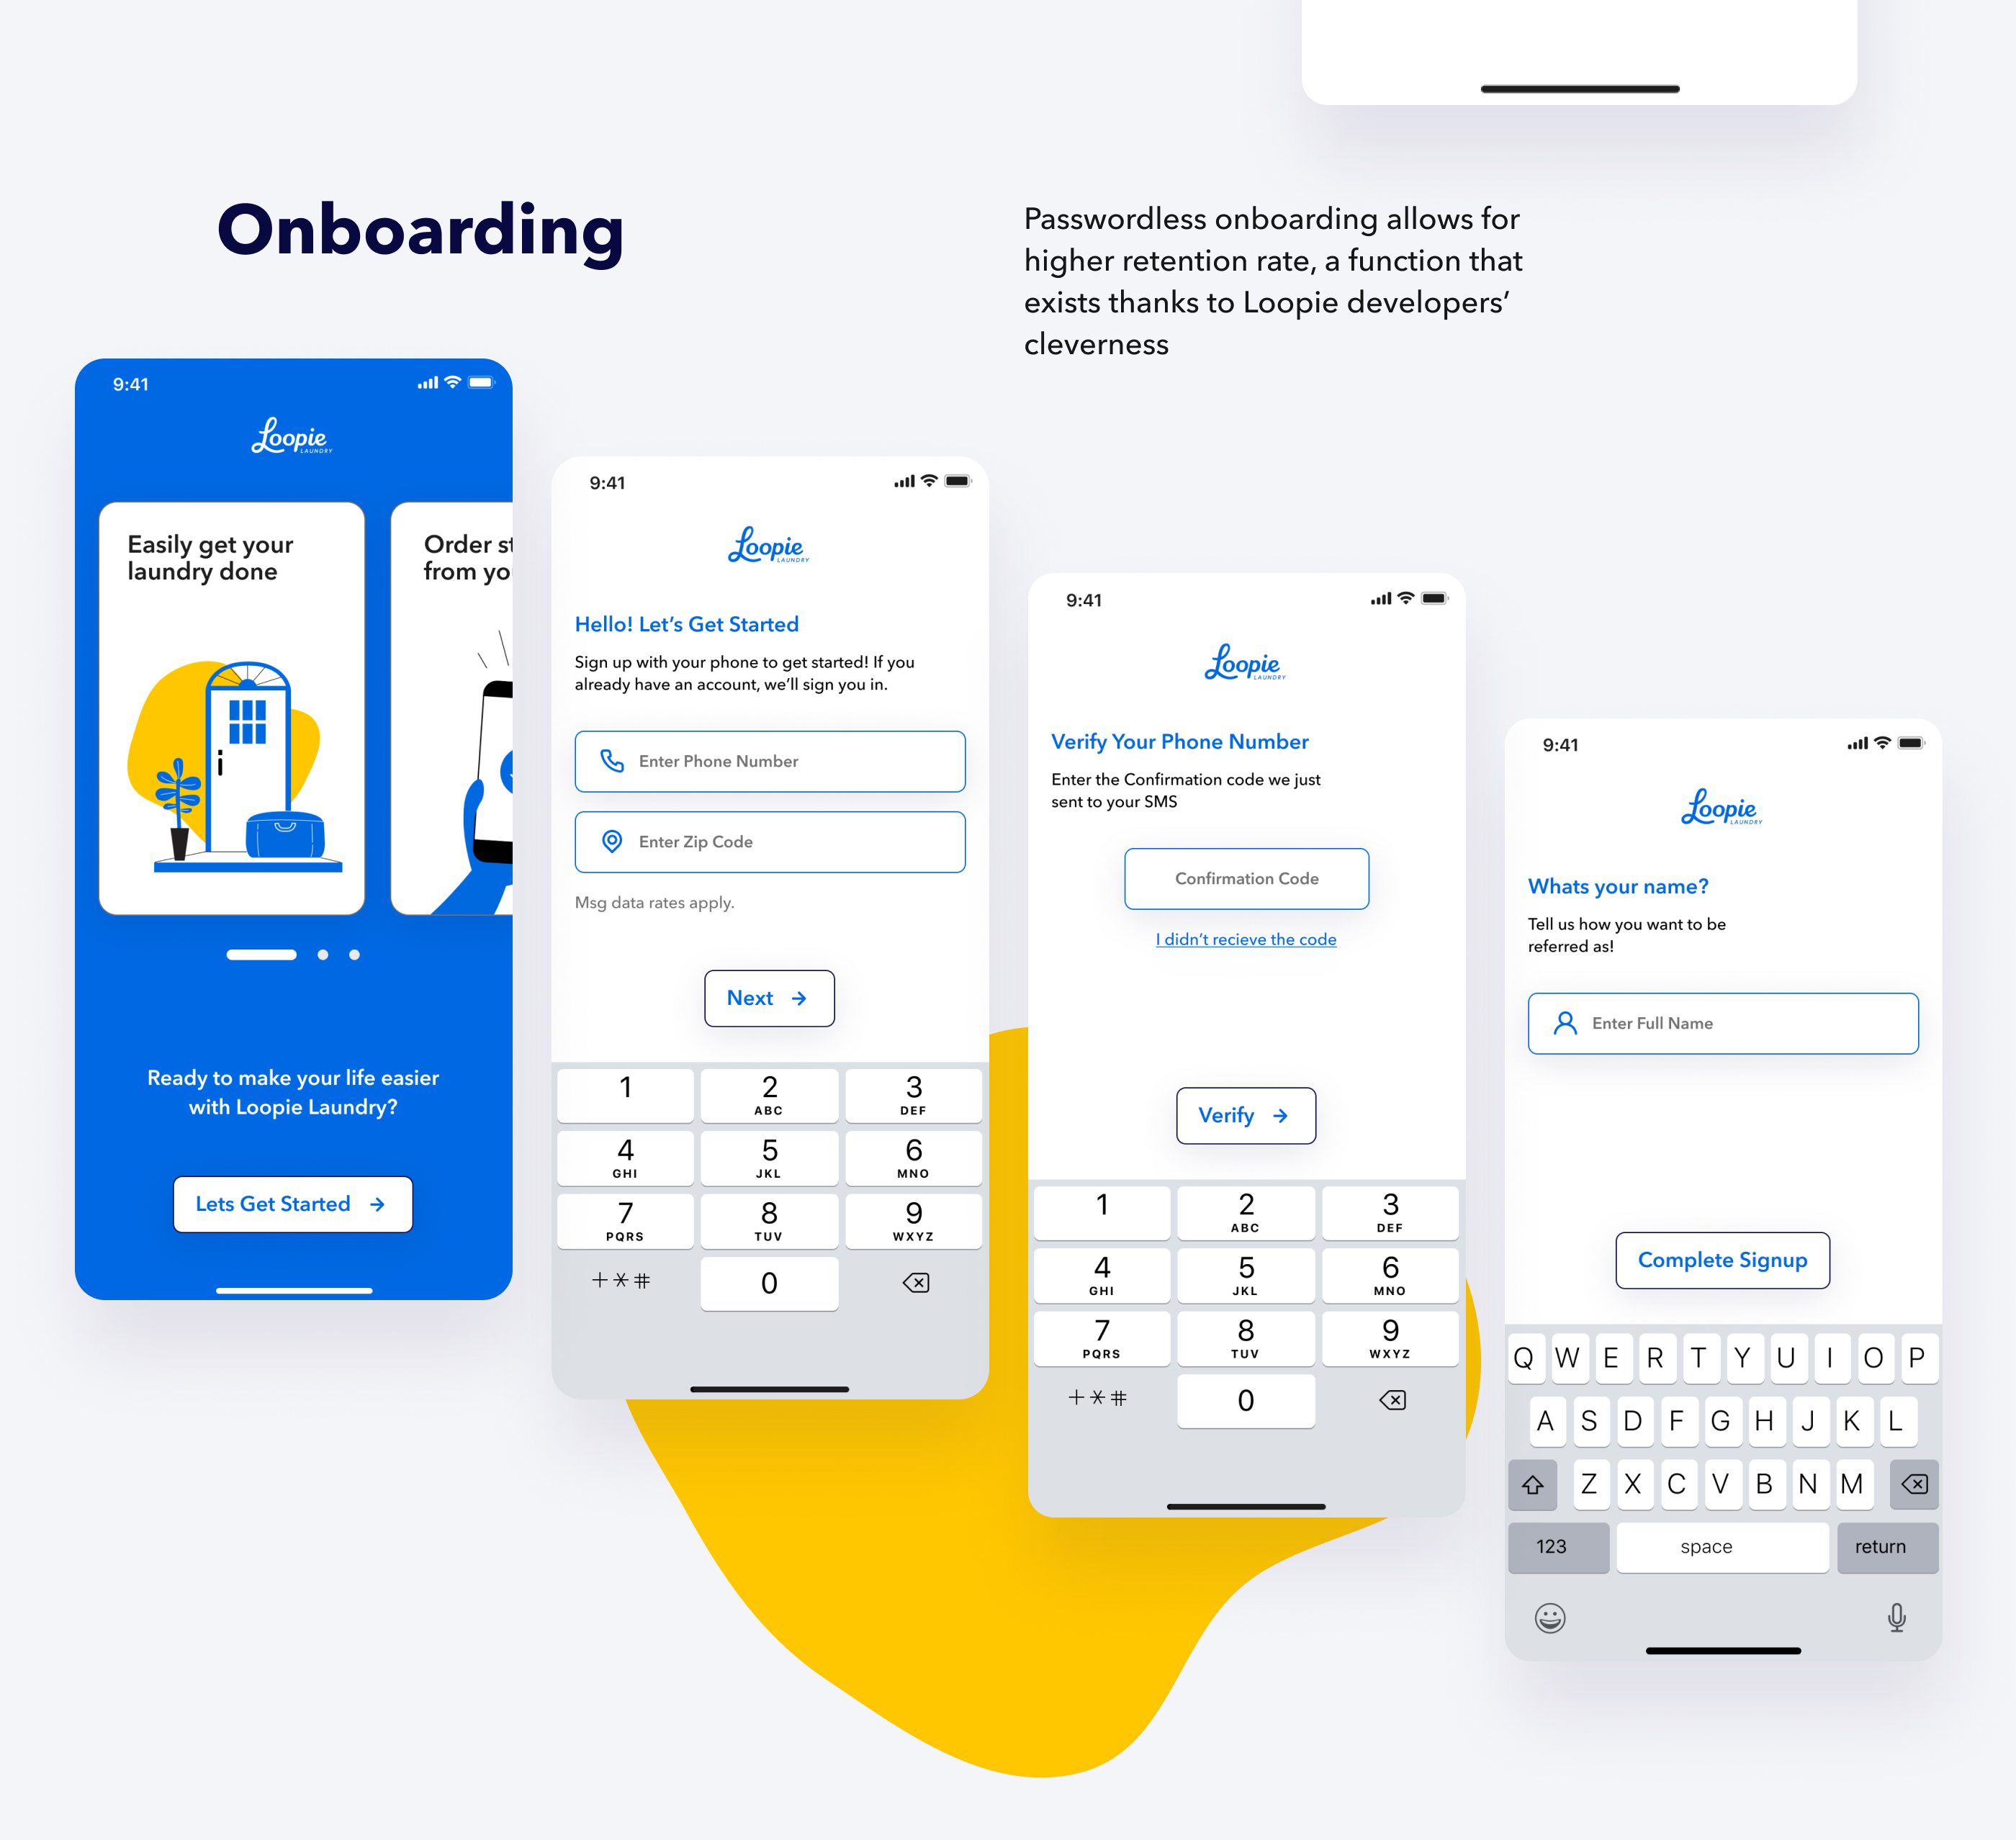 Onboarding
Passwordless onboarding allows for
higher retention rate, a function that
exists thanks to Loopie developers’
cleverness
9:41
Loopie
LAUNDRY
Easily get your
laundry done
Order st
from yo
Ready to make your life easier
with Loopie Laundry?
Lets Get Started
9:41
Loopie
LAUNDRY
Hello! Let’s Get Started
Sign up with your phone to get started! If you
already have an account, we’ll sign you in.
Enter Phone Number
Enter Zip Code
Msg data rates apply.
Next
1 2 3
ABC DEF
4 5 6
GHI JKL MNO
7 8 9
PQRS TUV WXYZ
+*# 0
9:41
Loopie
LAUNDRY
Verify Your Phone Number
Enter the Confirmation code we just
sent to your SMS
Confirmation Code
I didn’t recieve the code
Verify
1 2 3
ABC DEF
4 5 6
GHI JKL MNO
7 8 9
PQRS TUV WXYZ
+*# 0
9:41
Loopie
LAUNDRY
Whats your name?
Tell us how you want to be
referred as!
Enter Full Name
Complete Signup
Q W E R T Y U I O P
A S D F G H J K L
Z X C V B N M
123 space return